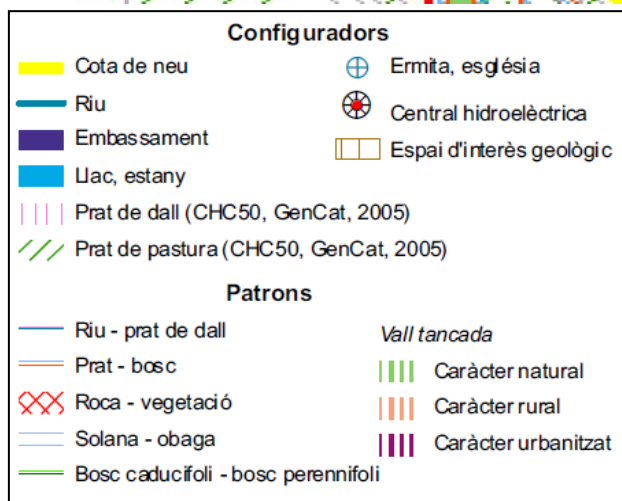 Configuradors
Cota de neu
Riu
Embassament
Llac, estany
Prat de dall (CHC50, GenCat, 2005)
Prat de pastura (CHC50, GenCat, 2005)
Ermita, església
Central hidroelèctrica
Espai d'interès geològic
Patrons
Riu - prat de dall
Prat - bosc
Roca - vegetació
Solana - obaga
Bosc caducifoli - bosc perennifoli
Vall tancada
Caràcter natural
Caràcter rural
Caràcter urbanitzat